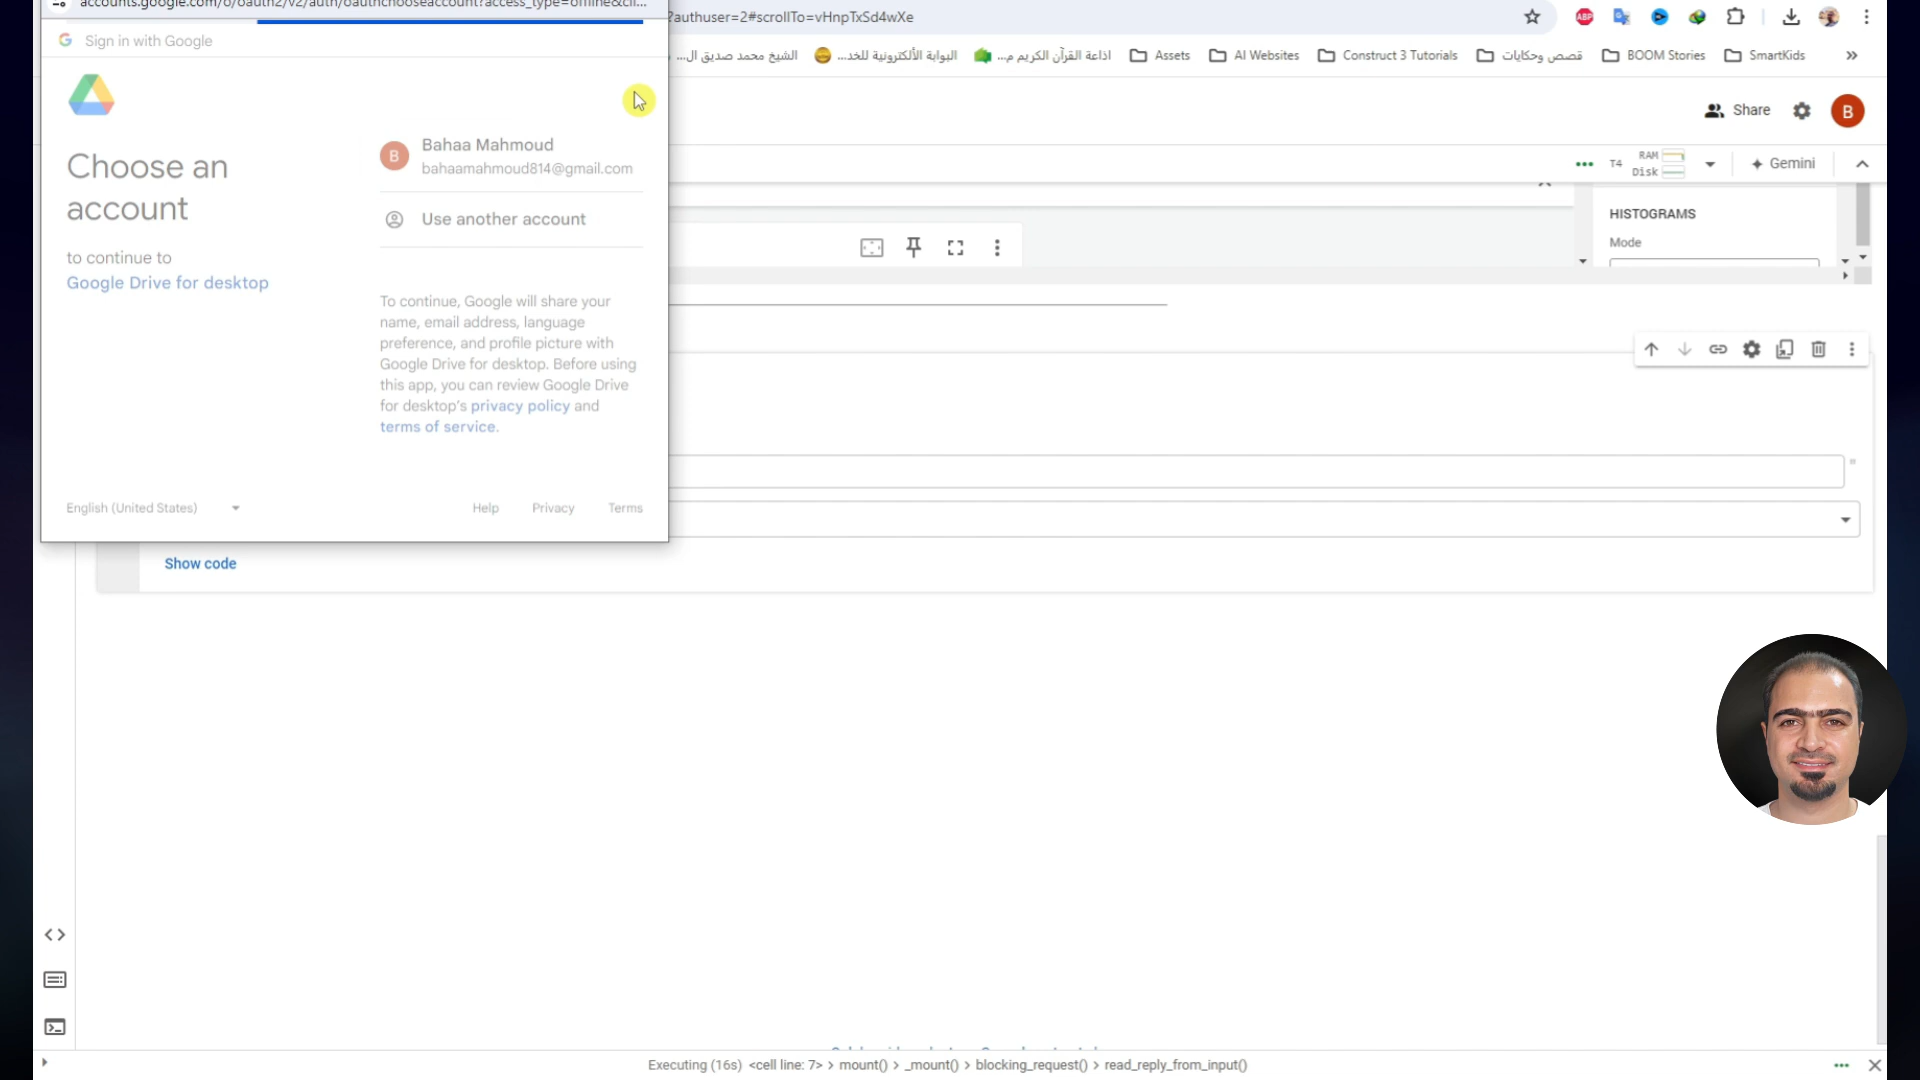 accounts.google.com/o/oauth2/v2/auth/oauthchooseaccount?access_type=offline&cli...
?authuser=2#scrollTo=vHnpTxSd4wXe
ABP
Sign in with Google
الشيخ محمد صديق ال...
البوابة الألكترونية للخد...
اذاعة القرآن الكريم م...
Assets
AI Websites
Construct 3 Tutorials
قصص وحكايات
BOOM Stories
SmartKids
Share
B
T4
RAM
Disk
Gemini
Choose an
account
to continue to
Google Drive for desktop
B
Bahaa Mahmoud
bahaamahmoud814@gmail.com
Use another account
To continue, Google will share your
name, email address, language
preference, and profile picture with
Google Drive for desktop. Before using
this app, you can review Google Drive
for desktop's privacy policy and
terms of service.
English (United States)
Help
Privacy
Terms
HISTOGRAMS
Mode
"
Show code
Executing (16s) <cell line: 7> > mount() > _mount() > blocking_request() > read_reply_from_input()